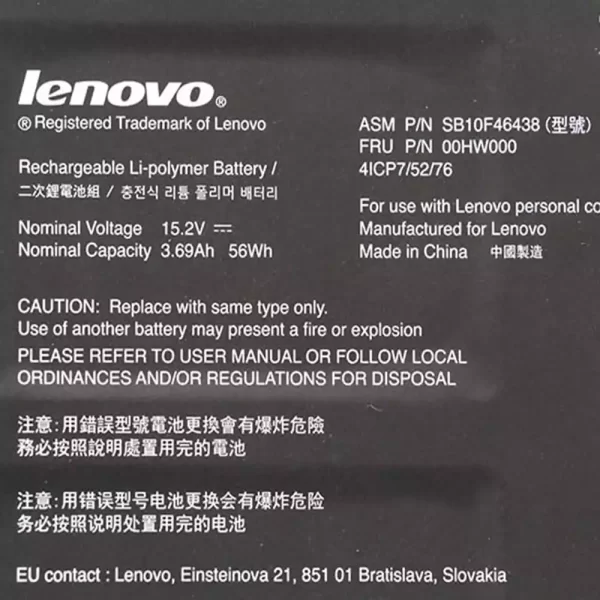 lenovo®
® Registered Trademark of Lenovo
Rechargeable Li-polymer Battery /
二次鋰電池組 / 충전식 리튬 폴리머 배터리
Nominal Voltage 15.2V ⎓
Nominal Capacity 3.69Ah 56Wh
ASM P/N SB10F46438 (型號)
FRU P/N 00HW000
4ICP7/52/76
For use with Lenovo personal co
Manufactured for Lenovo
Made in China 中國製造
CAUTION: Replace with same type only.
Use of another battery may present a fire or explosion
PLEASE REFER TO USER MANUAL OR FOLLOW LOCAL
ORDINANCES AND/OR REGULATIONS FOR DISPOSAL
注意:用錯誤型號電池更換會有爆炸危險
務必按照說明處置用完的電池
注意:用错误型号电池更换会有爆炸危险
务必按照说明处置用完的电池
EU contact : Lenovo, Einsteinova 21, 851 01 Bratislava, Slovakia